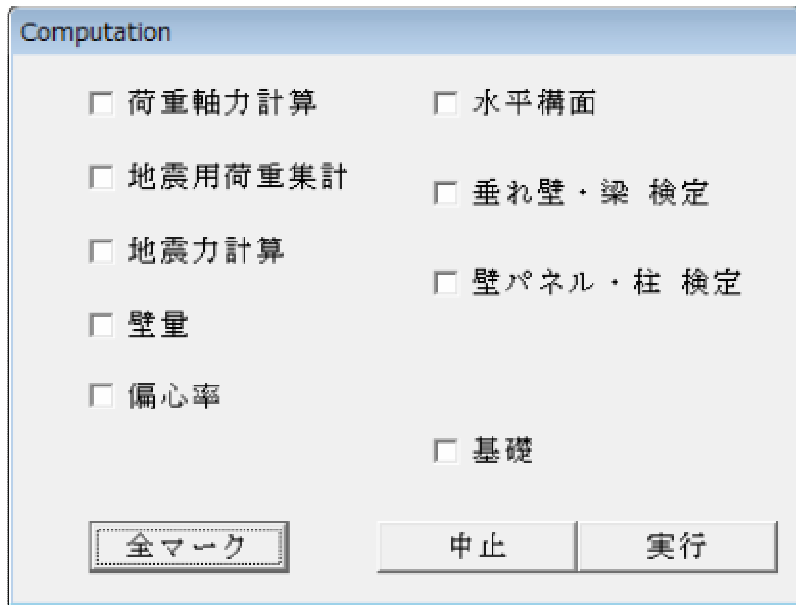 Computation
荷重軸力計算
地震用荷重集計
地震力計算
壁量
偏心率
水平構面
垂れ壁・梁 検定
壁パネル・柱 検定
基礎
全マーク
中止
実行